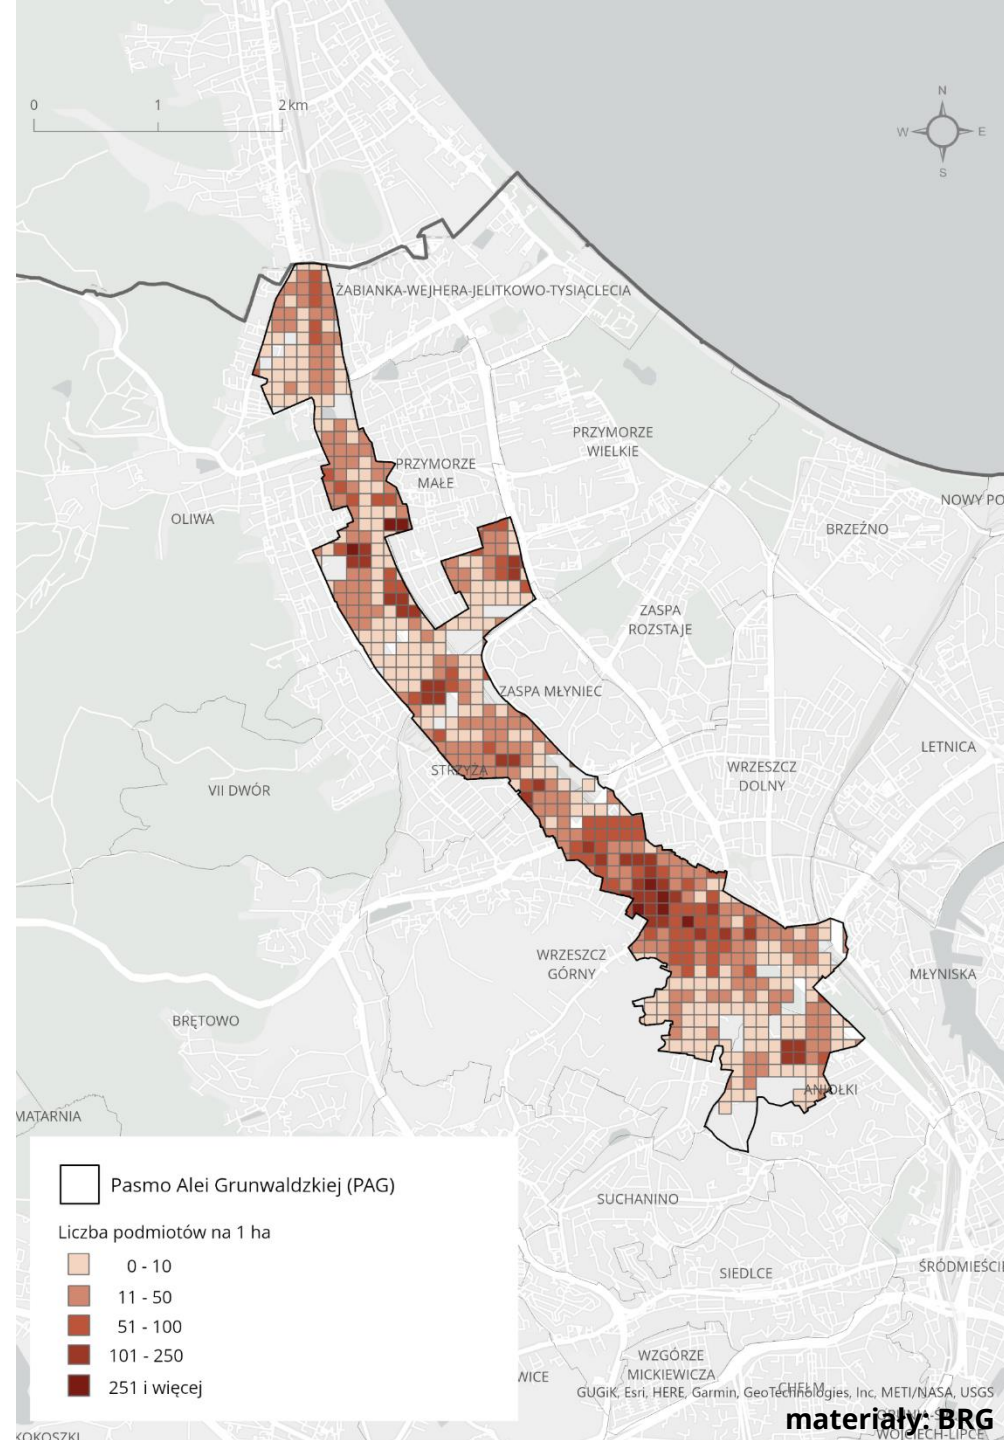 0 1 2 km
N
W E
S
ŻABIANKA-WEJHERA-JELITKOWO-TYSIĄCLECIA
PRZYMORZE
WIELKIE
PRZYMORZE
MAŁE
NOWY PO
OLIWA
BRZEŹNO
ZASPA
ROZSTAJE
ZASPA MŁYNIEC
LETNICA
STRZYŻA
WRZESZCZ
DOLNY
VII DWÓR
WRZESZCZ
GÓRNY
MŁYNISKA
BRĘTOWO
ANIOŁKI
MATARNIA
Pasmo Alei Grunwaldzkiej (PAG)
SUCHANINO
Liczba podmiotów na 1 ha
0 - 10
ŚRÓDMIEŚCI
SIEDLCE
11 - 50
51 - 100
101 - 250
WZGÓRZE
MICKIEWICZA
WICE
251 i więcej
CHEŁM
GUGiK, Esri, HERE, Garmin, GeoTechnologies, Inc, METI/NASA, USGS
materiały: BRG
WOJCIECH-LIPCE
KOKOSZKI